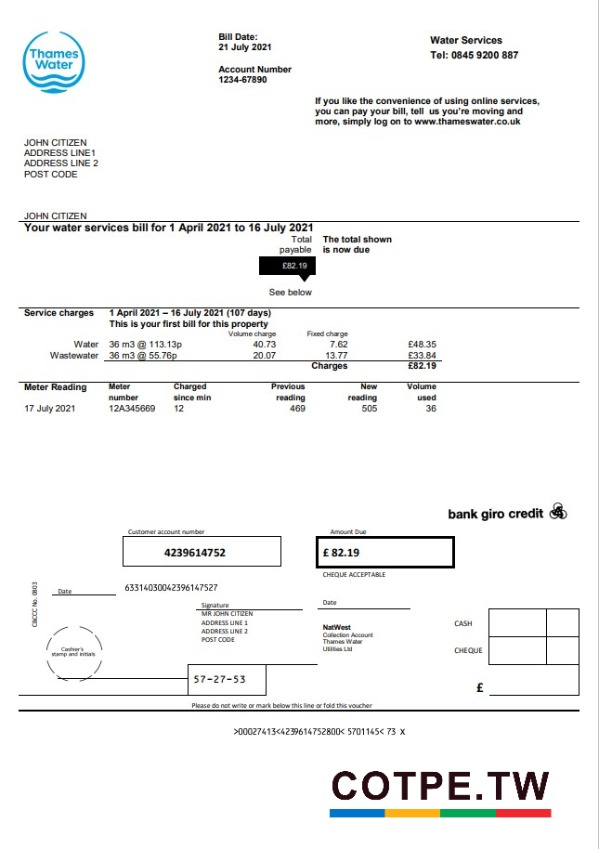 Thames
Water
Bill Date:
21 July 2021
Account Number
1234-67890
Water Services
Tel: 0845 9200 887
If you like the convenience of using online services,
you can pay your bill, tell us you're moving and
more, simply log on to www.thameswater.co.uk
JOHN CITIZEN
ADDRESS LINE1
ADDRESS LINE 2
POST CODE
JOHN CITIZEN
Your water services bill for 1 April 2021 to 16 July 2021
Total The total shown
payable is now due
£82.19
See below
Service charges 1 April 2021 – 16 July 2021 (107 days)
This is your first bill for this property
Volume charge Fixed charge
Water 36 m3 @ 113.13p 40.73 7.62 £48.35
Wastewater 36 m3 @ 55.76p 20.07 13.77 £33.84
Charges £82.19
Meter Reading Meter Charged Previous New Volume
number since min reading reading used
17 July 2021 12A345669 12 469 505 36
bank giro credit
Customer account number Amount Due
4239614752 £ 82.19
CHEQUE ACCEPTABLE
CBCCC No. 0803
Date 63314030042396147527
Signature Date
MR JOHN CITIZEN
ADDRESS LINE 1
ADDRESS LINE 2
POST CODE
NatWest
Collection Account
Thames Water
Utilities Ltd
CASH
CHEQUE
Cashier's
stamp and initials
57-27-53
£
Please do not write or mark below this line or fold this voucher
>00027413<4239614752800< 5701145< 73 X
COTPE.TW